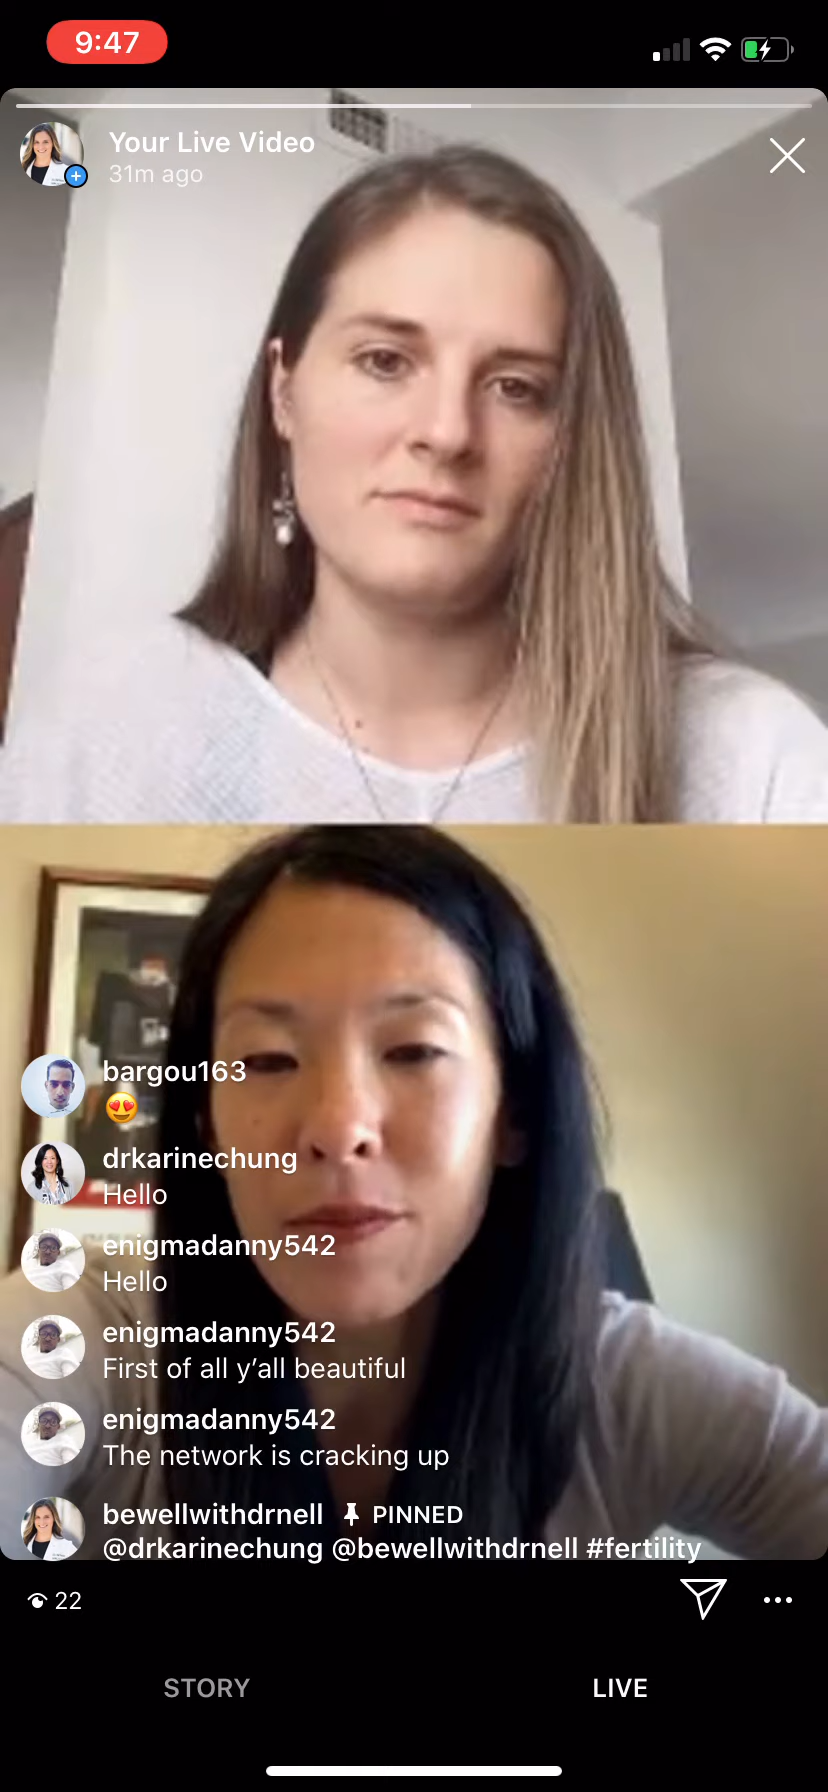 9:47
Your Live Video
31m ago
bargou163
😍
drkarinechung
Hello
enigmadanny542
Hello
enigmadanny542
First of all y'all beautiful
enigmadanny542
The network is cracking up
bewellwithdrnell PINNED
@drkarinechung @bewellwithdrnell #fertility
22
STORY LIVE